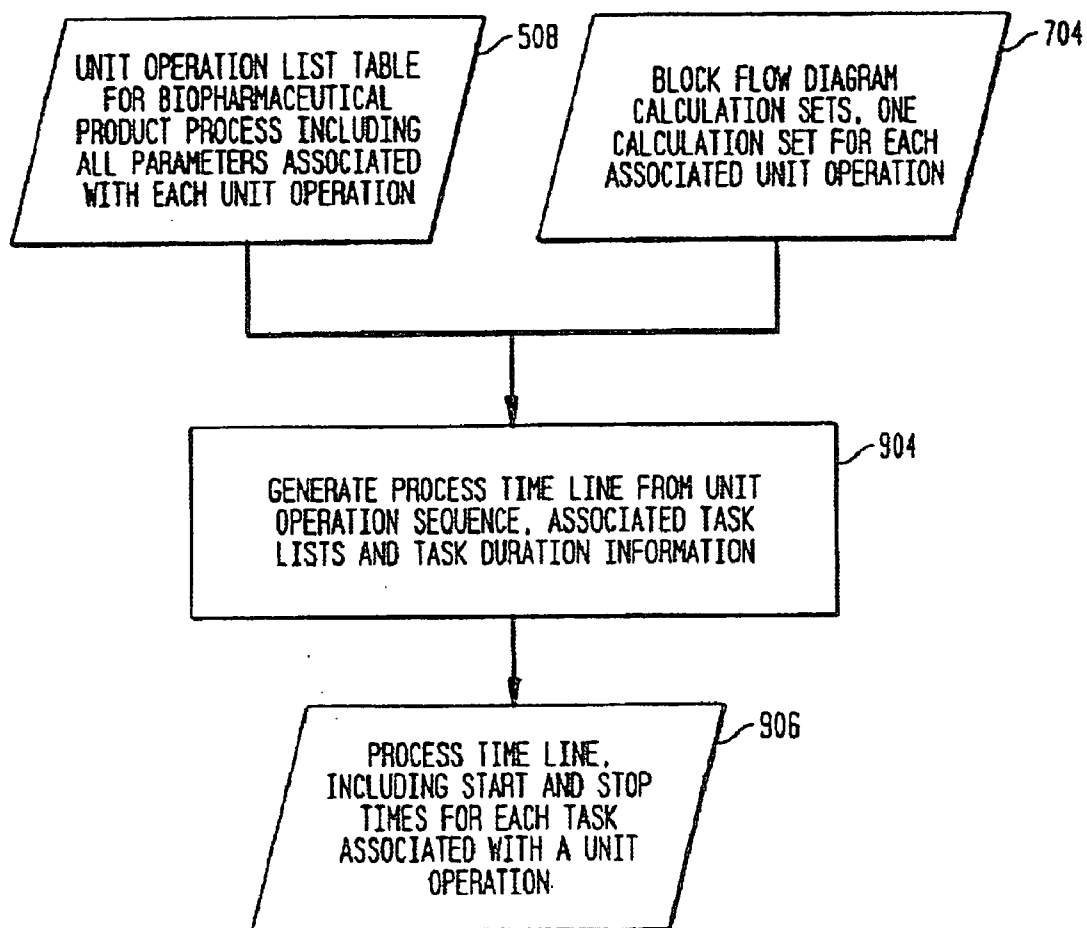 UNIT OPERATION LIST TABLE
FOR BIOPHARMACEUTICAL
PRODUCT PROCESS INCLUDING
ALL PARAMETERS ASSOCIATED
WITH EACH UNIT OPERATION
508
BLOCK FLOW DIAGRAM
CALCULATION SETS, ONE
CALCULATION SET FOR EACH
ASSOCIATED UNIT OPERATION
704
GENERATE PROCESS TIME LINE FROM UNIT
OPERATION SEQUENCE, ASSOCIATED TASK
LISTS AND TASK DURATION INFORMATION
904
PROCESS TIME LINE,
INCLUDING START AND STOP
TIMES FOR EACH TASK
ASSOCIATED WITH A UNIT
OPERATION
906